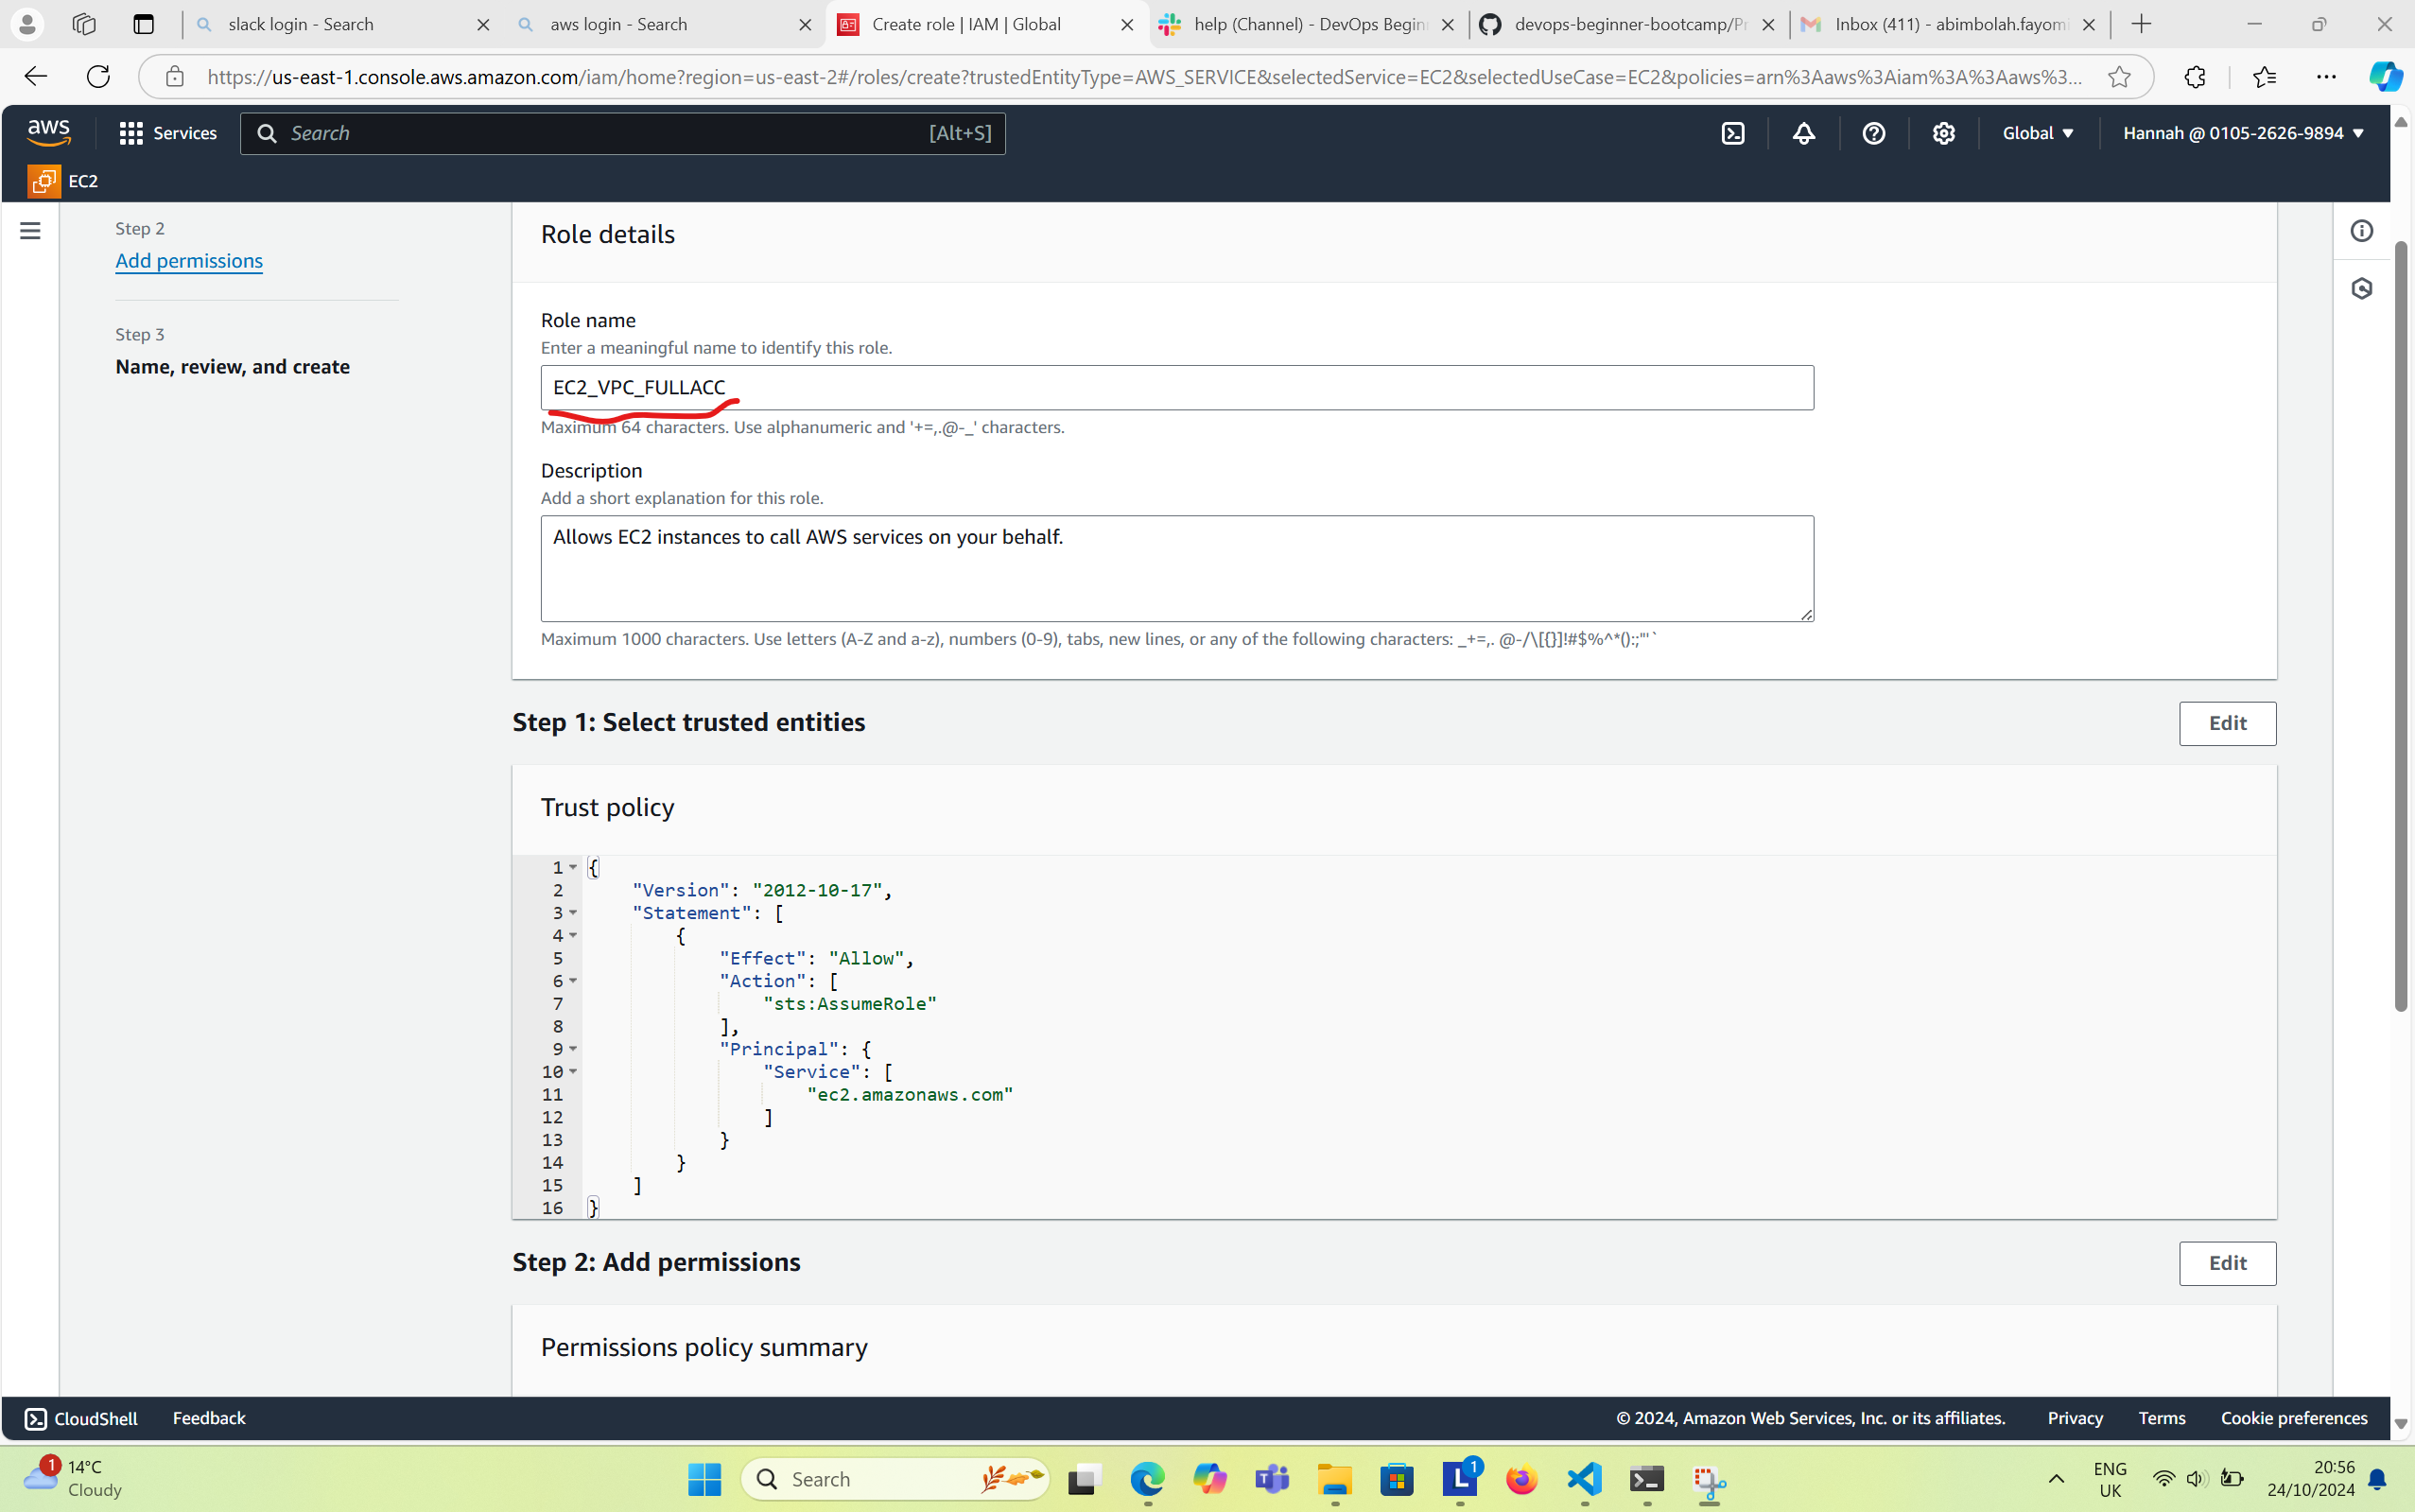 slack login - Search
aws login - Search
Create role | IAM | Global
help (Channel) - DevOps Begin
devops-beginner-bootcamp/Pr
Inbox (411) - abimbolah.fayomi
https://us-east-1.console.aws.amazon.com/iam/home?region=us-east-2#/roles/create?trustedEntityType=AWS_SERVICE&selectedService=EC2&selectedUseCase=EC2&policies=arn%3Aaws%3Aiam%3A%3Aaws%3...
aws
Services
Search
[Alt+S]
Global
Hannah @ 0105-2626-9894
EC2
Step 2
Add permissions
Step 3
Name, review, and create
Role details
Role name
Enter a meaningful name to identify this role.
EC2_VPC_FULLACC
Maximum 64 characters. Use alphanumeric and '+=,.@-_' characters.
Description
Add a short explanation for this role.
Allows EC2 instances to call AWS services on your behalf.
Maximum 1000 characters. Use letters (A-Z and a-z), numbers (0-9), tabs, new lines, or any of the following characters: _+=,. @-/\[{}]!#$%^*();:"'`
Step 1: Select trusted entities
Edit
Trust policy
1 {
2 "Version": "2012-10-17",
3 "Statement": [
4 {
5 "Effect": "Allow",
6 "Action": [
7 "sts:AssumeRole"
8 ],
9 "Principal": {
10 "Service": [
11 "ec2.amazonaws.com"
12 ]
13 }
14 }
15 ]
16 }
Step 2: Add permissions
Edit
Permissions policy summary
CloudShell
Feedback
© 2024, Amazon Web Services, Inc. or its affiliates.
Privacy
Terms
Cookie preferences
1
14°C
Cloudy
Search
L
1
ENG
UK
20:56
24/10/2024